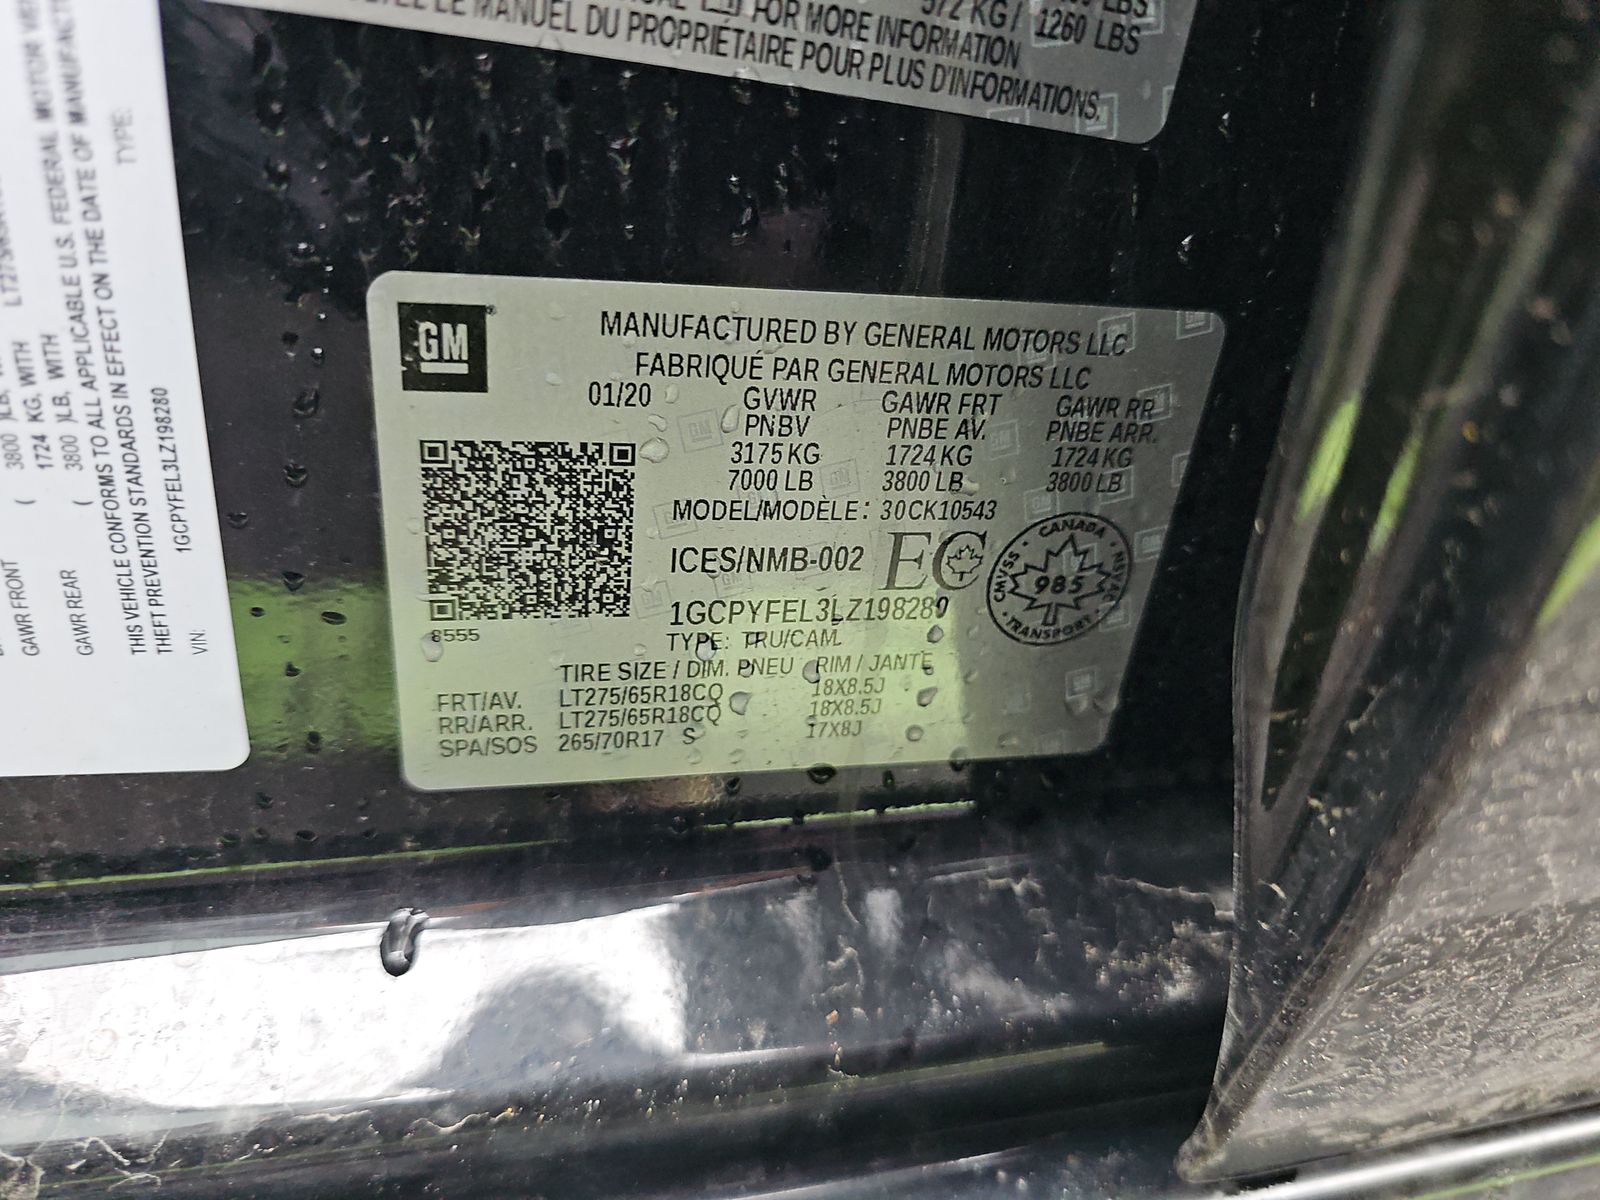 572 KG / 1260 LBS
FOR MORE INFORMATION
LE MANUEL DU PROPRIÉTAIRE POUR PLUS D'INFORMATIONS.
GM
MANUFACTURED BY GENERAL MOTORS LLC
FABRIQUÉ PAR GENERAL MOTORS LLC
01/20 GVWR GAWR FRT GAWR RR
PNBV PNBE AV. PNBE ARR.
3175 KG 1724 KG 1724 KG
7000 LB 3800 LB 3800 LB
MODEL/MODÈLE: 30CK10543
ICES/NMB-002 EC
CANADA
CMVSS • NSVAC
985
TRANSPORT
1GCPYFEL3LZ198280
8555
TYPE: TRU/CAM.
TIRE SIZE / DIM. PNEU RIM / JANTE
FRT/AV. LT275/65R18CQ 18X8.5J
RR/ARR. LT275/65R18CQ 18X8.5J
SPA/SOS 265/70R17 S 17X8J
GAWR FRONT ( 3800 )LB,
1724 KG, WITH
GAWR REAR ( 3800 )LB, WITH
THIS VEHICLE CONFORMS TO ALL APPLICABLE U.S. FEDERAL MOTOR
THEFT PREVENTION STANDARDS IN EFFECT ON THE DATE OF
VIN: 1GCPYFEL3LZ198280 TYPE: